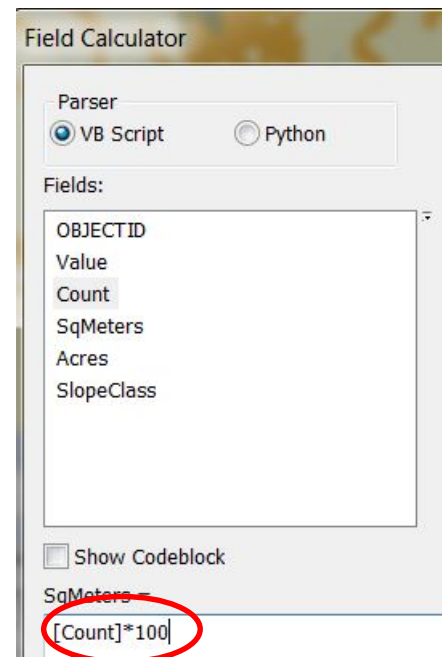 Field Calculator
Parser
VB Script Python
Fields:
OBJECTID
Value
Count
SqMeters
Acres
SlopeClass
Show Codeblock
SqMeters =
[Count]*100